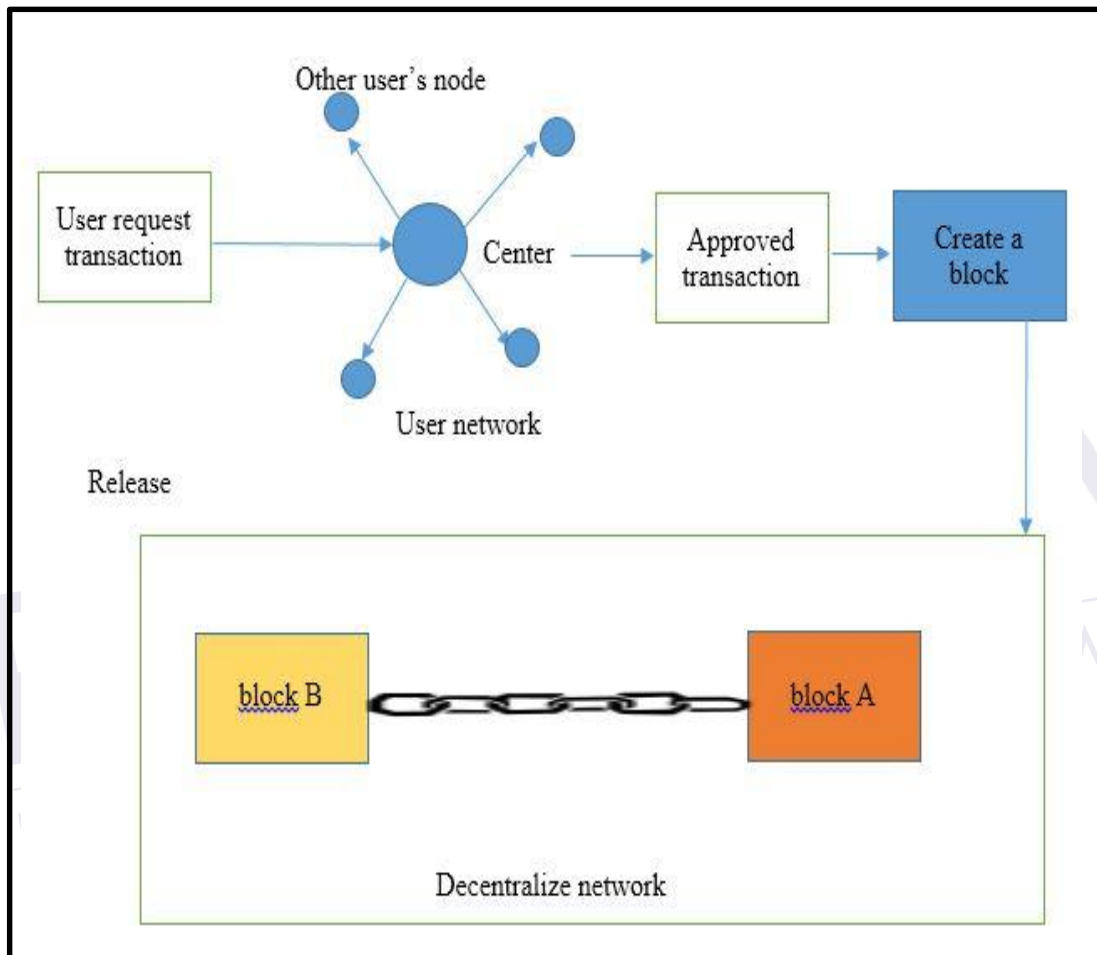 Other user’s node
User request
transaction
Center
Approved
transaction
Create a
block
User network
Release
block B
block A
Decentralize network